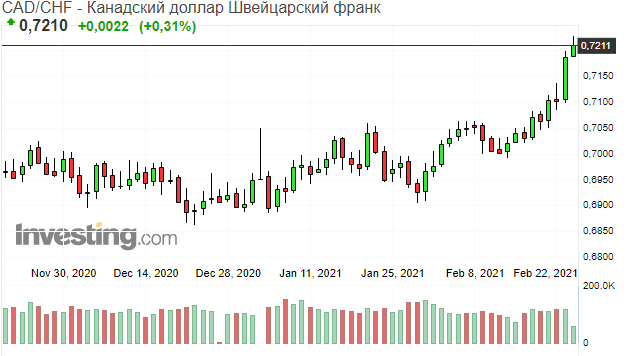 CAD/CHF - Канадский доллар Швейцарский франк
0,7210 +0,0022 (+0,31%)
0,7211
0,7150
0,7100
0,7050
0,7000
0,6950
0,6900
0,6850
0,6800
Investing.com
Nov 30, 2020 Dec 14, 2020 Dec 28, 2020 Jan 11, 2021 Jan 25, 2021 Feb 8, 2021 Feb 22, 2021
200.0K
0